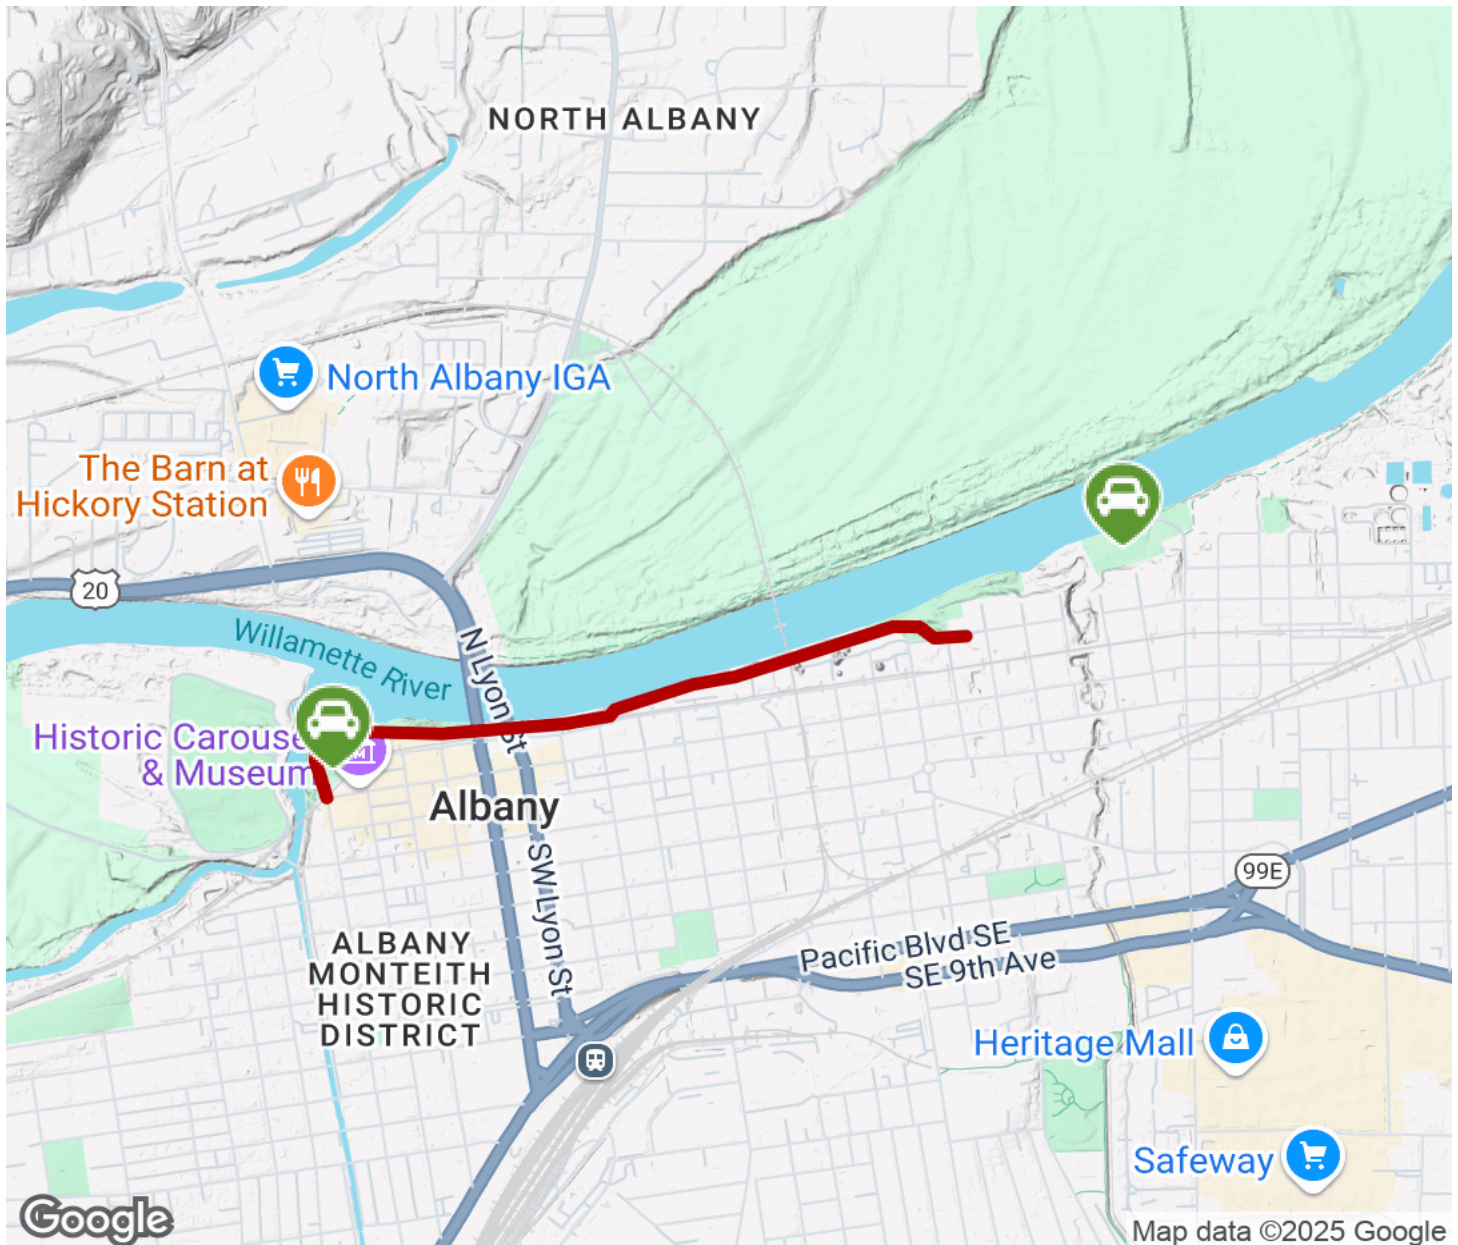 NORTH ALBANY
North Albany IGA
The Barn at
Hickory Station
20
Willamette River
N Lyon St
Historic Carouse
& Museum
Albany
SW Lyon St
99E
ALBANY
MONTEITH
HISTORIC
DISTRICT
Pacific Blvd SE
SE 9th Ave
Heritage Mall
Safeway
Google
Map data ©2025 Google